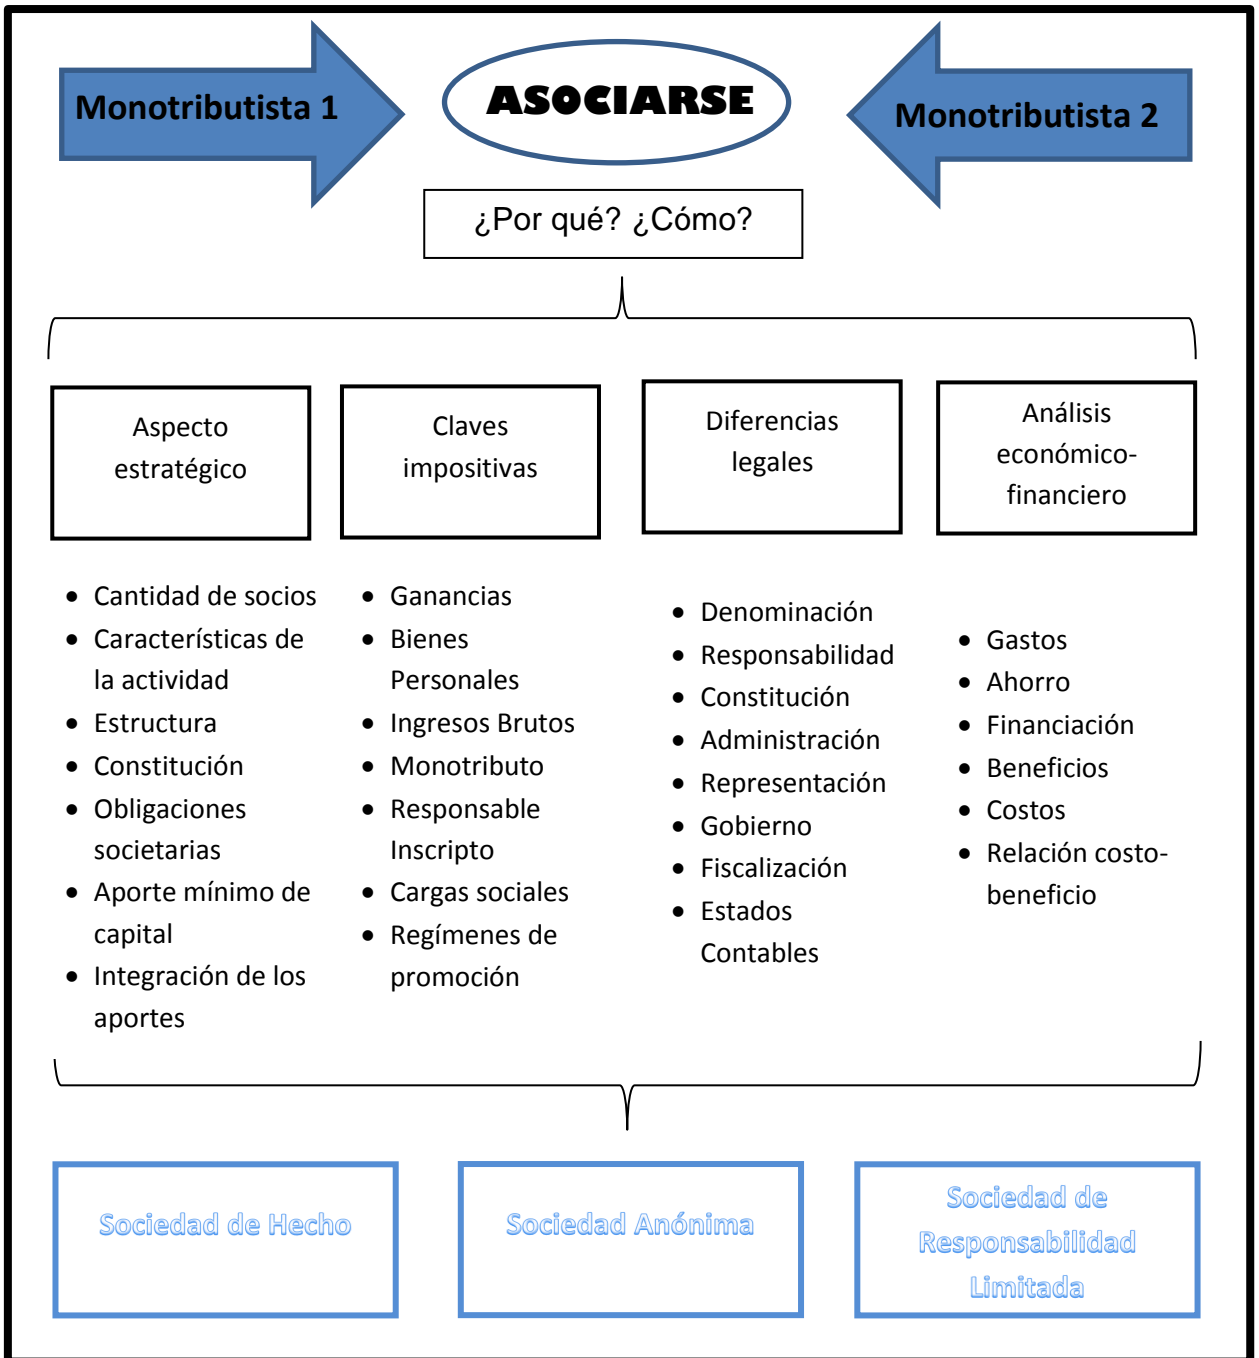 Monotributista 1
ASOCIARSE
Monotributista 2
¿Por qué? ¿Cómo?
Aspecto
estratégico
Claves
impositivas
Diferencias
legales
Análisis
económico-
financiero
• Cantidad de socios
• Características de
la actividad
• Estructura
• Constitución
• Obligaciones
societarias
• Aporte mínimo de
capital
• Integración de los
aportes
• Ganancias
• Bienes
Personales
• Ingresos Brutos
• Monotributo
• Responsable
Inscripto
• Cargas sociales
• Regímenes de
promoción
• Denominación
• Responsabilidad
• Constitución
• Administración
• Representación
• Gobierno
• Fiscalización
• Estados
Contables
• Gastos
• Ahorro
• Financiación
• Beneficios
• Costos
• Relación costo-
beneficio
Sociedad de Hecho
Sociedad Anónima
Sociedad de
Responsabilidad
Limitada